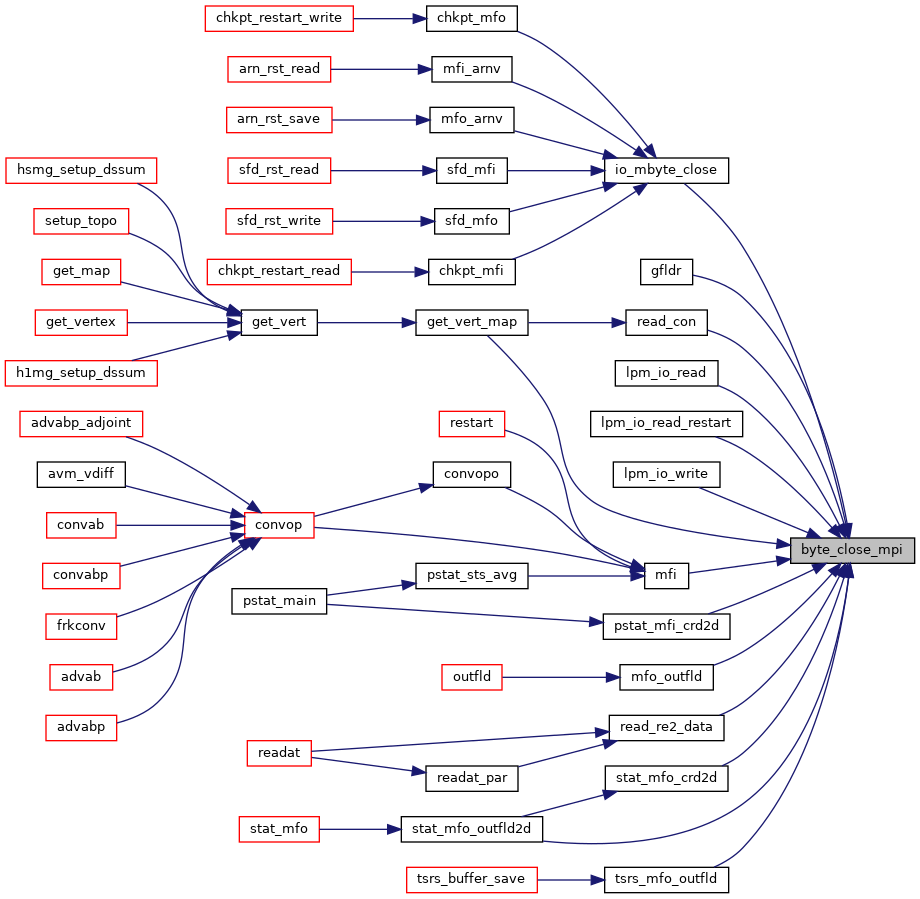 chkpt_restart_write
chkpt_mfo
arn_rst_read
mfi_arnv
arn_rst_save
mfo_arnv
hsmg_setup_dssum
sfd_rst_read
sfd_mfi
io_mbyte_close
setup_topo
sfd_rst_write
sfd_mfo
get_map
chkpt_restart_read
chkpt_mfi
gfldr
get_vertex
get_vert
get_vert_map
read_con
h1mg_setup_dssum
lpm_io_read
advabp_adjoint
restart
lpm_io_read_restart
avm_vdiff
convopo
lpm_io_write
convab
convop
byte_close_mpi
convabp
pstat_sts_avg
mfi
pstat_main
frkconv
pstat_mfi_crd2d
advab
outfld
mfo_outfld
advabp
read_re2_data
readat
readat_par
stat_mfo_crd2d
stat_mfo
stat_mfo_outfld2d
tsrs_buffer_save
tsrs_mfo_outfld